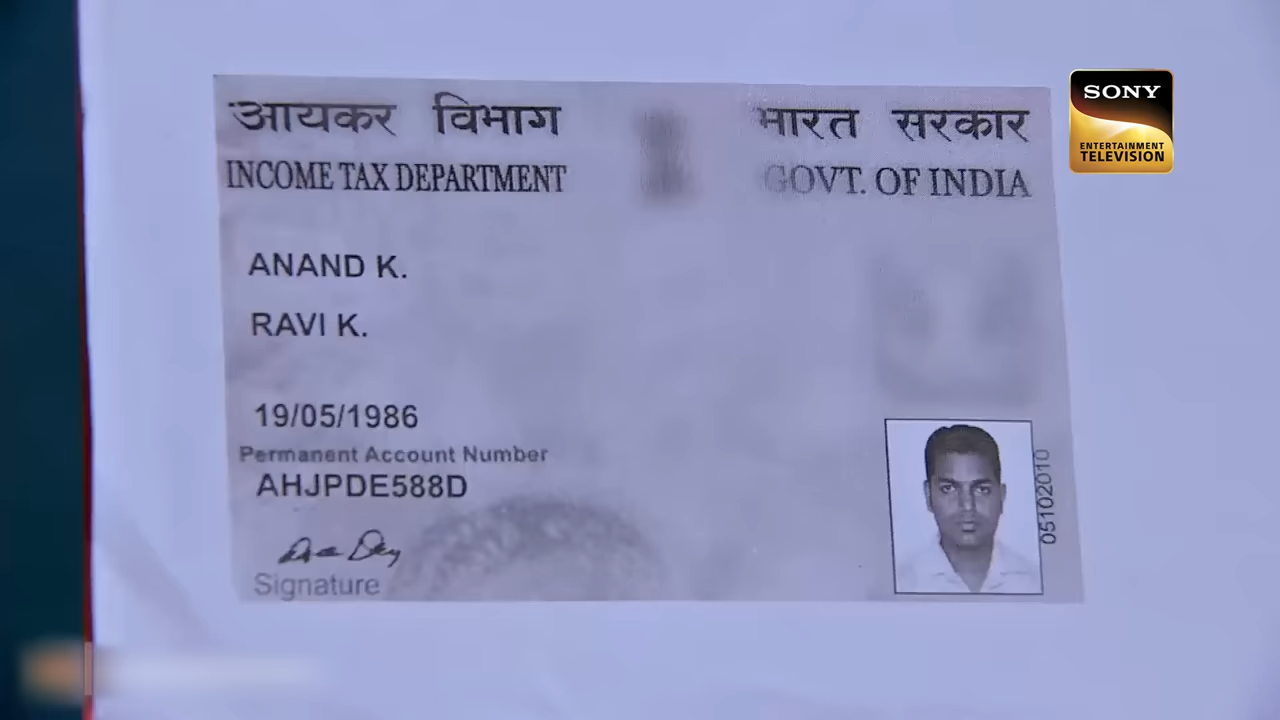 आयकर विभाग भारत सरकार
INCOME TAX DEPARTMENT GOVT. OF INDIA
ANAND K.
RAVI K.
19/05/1986
Permanent Account Number
AHJPDE588D
Signature
05102010
SONY
ENTERTAINMENT
TELEVISION